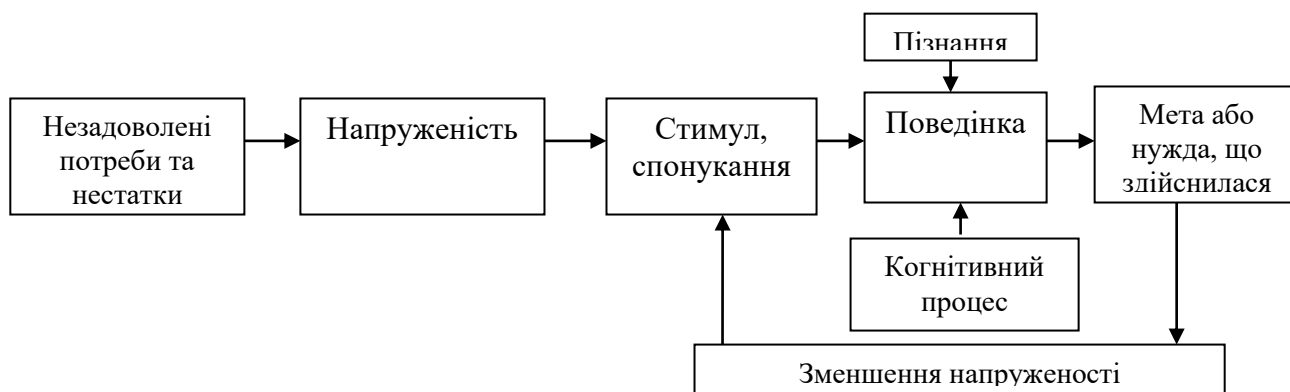 Пізнання
Незадоволені
потреби та
нестатки
Напруженість
Стимул,
спонукання
Поведінка
Мета або
нужда, що
здійснилася
Когнітивний
процес
Зменшення напруженості